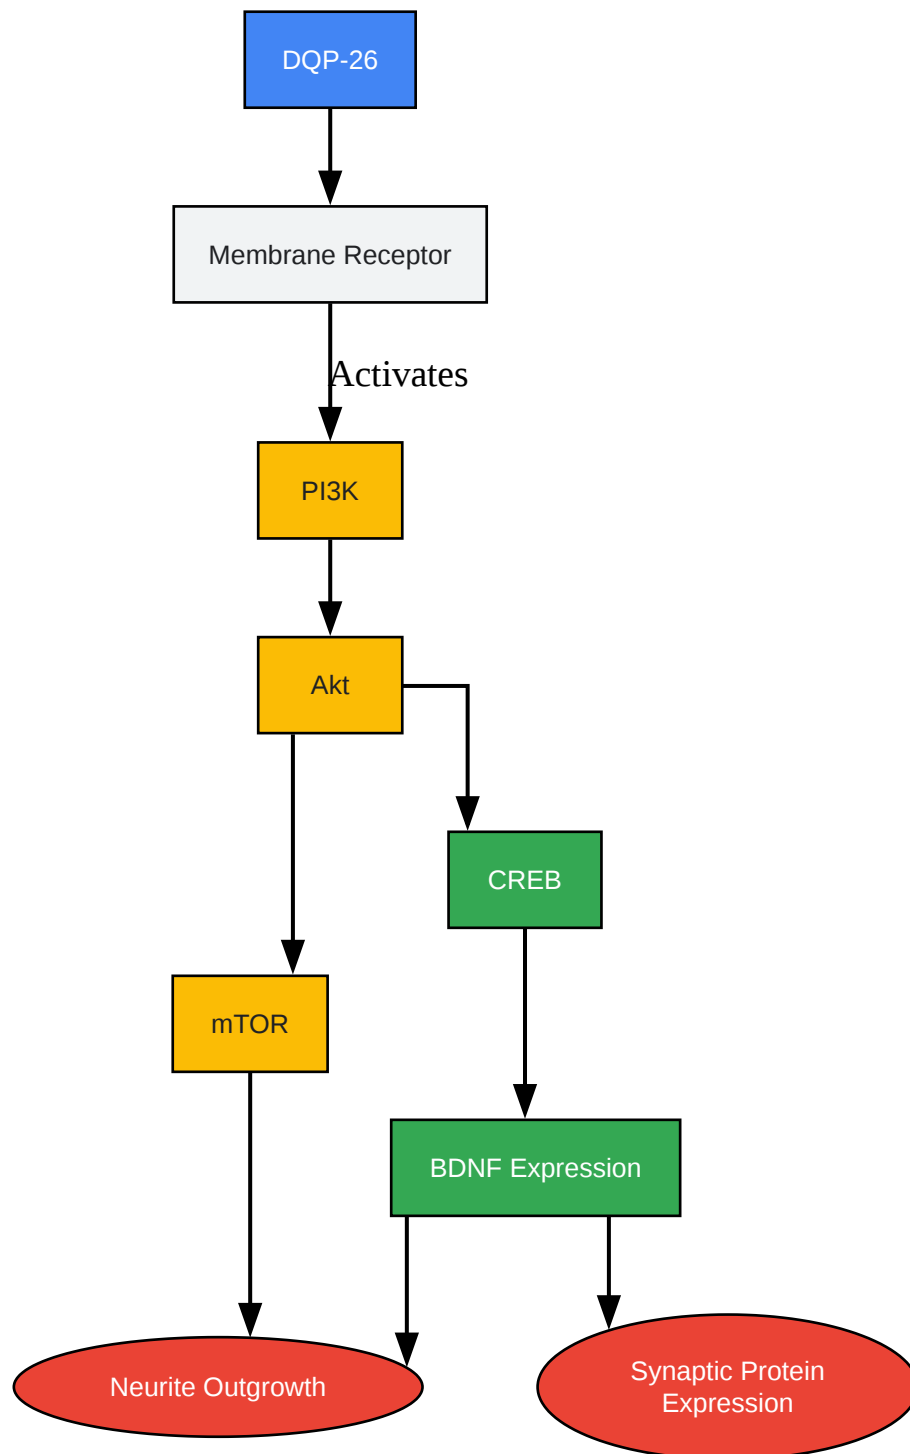 DQP-26
Membrane Receptor
Activates
PI3K
Akt
CREB
mTOR
BDNF Expression
Neurite Outgrowth
Synaptic Protein
Expression